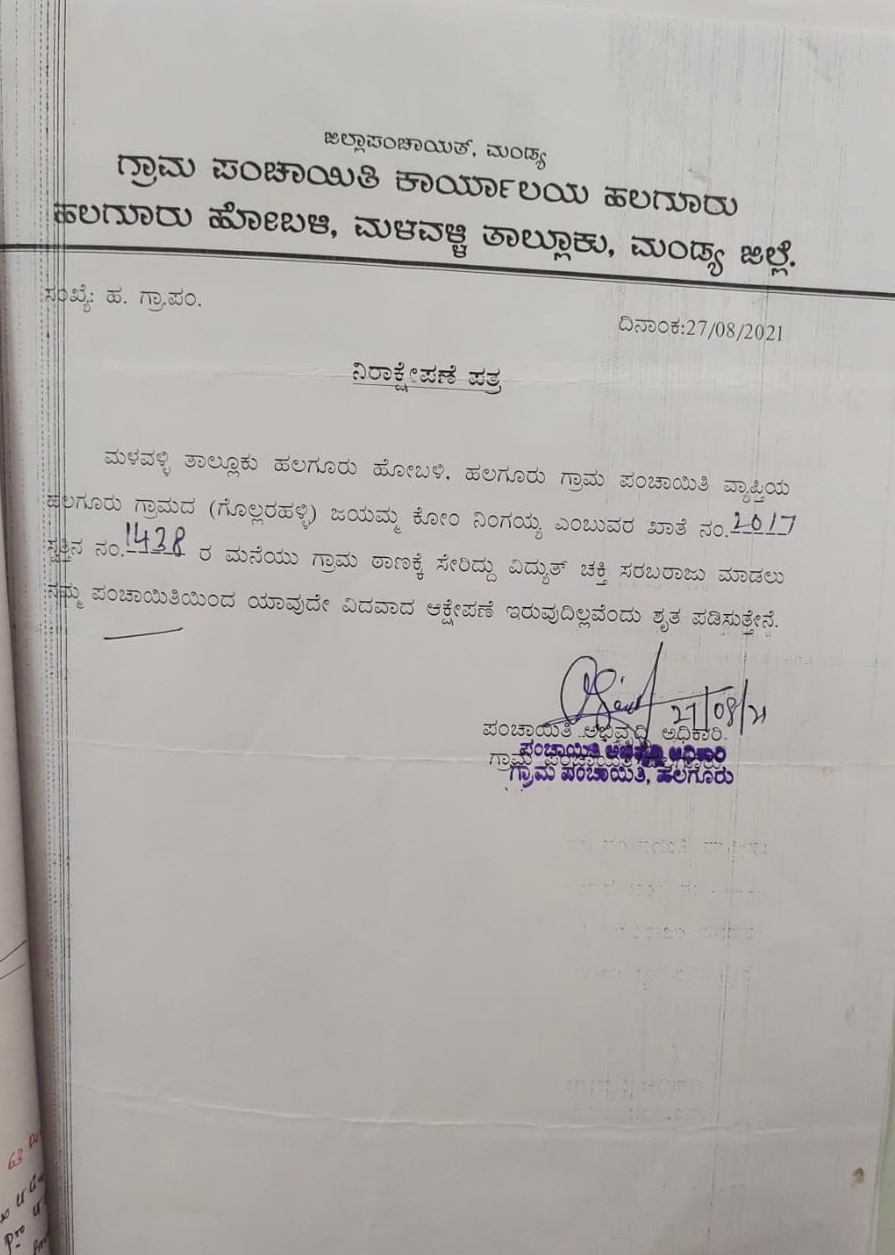 ಜಿಲ್ಲಾಪಂಚಾಯತ್, ಮಂಡ್ಯ
ಗ್ರಾಮ ಪಂಚಾಯಿತಿ ಕಾರ್ಯಾಲಯ ಹಲಗೂರು
ಹಲಗೂರು ಹೋಬಳಿ, ಮಳವಳ್ಳಿ ತಾಲ್ಲೂಕು, ಮಂಡ್ಯ ಜಿಲ್ಲೆ.
ಸಂಖ್ಯೆ: ಹ. ಗ್ರಾ.ಪಂ.
ದಿನಾಂಕ:27/08/2021
ನಿರಾಕ್ಷೇಪಣೆ ಪತ್ರ
ಮಳವಳ್ಳಿ ತಾಲ್ಲೂಕು ಹಲಗೂರು ಹೋಬಳಿ, ಹಲಗೂರು ಗ್ರಾಮ ಪಂಚಾಯಿತಿ ವ್ಯಾಪ್ತಿಯ
ಹಲಗೂರು ಗ್ರಾಮದ (ಗೊಲ್ಲರಹಳ್ಳಿ) ಜಯಮ್ಮ ಕೋಂ ನಿಂಗಯ್ಯ ಎಂಬುವರ ಖಾತೆ ನಂ.2017
ಸ್ವತ್ತಿನ ನಂ.1438 ರ ಮನೆಯು ಗ್ರಾಮ ಠಾಣಕ್ಕೆ ಸೇರಿದ್ದು ವಿದ್ಯುತ್ ಚಕ್ತಿ ಸರಬರಾಜು ಮಾಡಲು
ನಮ್ಮ ಪಂಚಾಯಿತಿಯಿಂದ ಯಾವುದೇ ವಿದವಾದ ಆಕ್ಷೇಪಣೆ ಇರುವುದಿಲ್ಲವೆಂದು ಶೃತ ಪಡಿಸುತ್ತೇನೆ.
27/08/21
ಪಂಚಾಯಿತಿ ಅಭಿವೃದ್ಧಿ ಅಧಿಕಾರಿ.
ಪಂಚಾಯಿತಿ ಅಭಿವೃದ್ಧಿ ಅಧಿಕಾರಿ
ಗ್ರಾಮ ಪಂಚಾಯಿತಿ, ಹಲಗೂರು